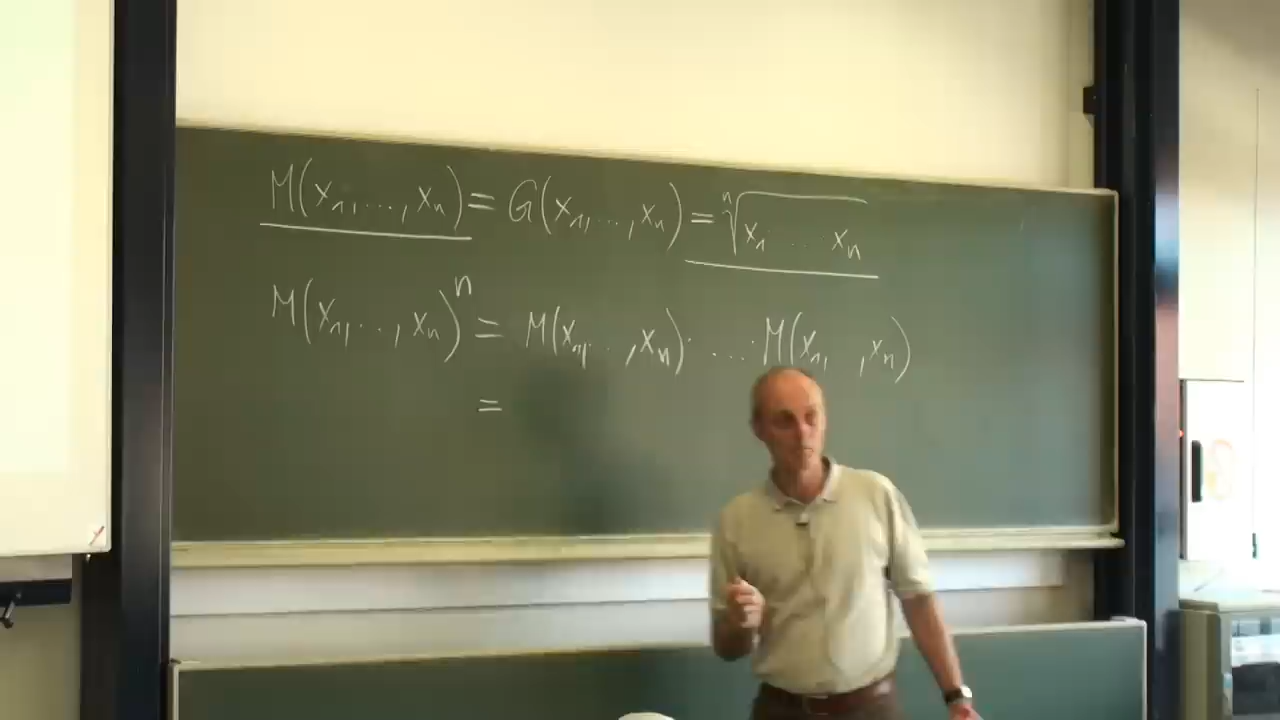 M(x₁,...,xₙ) = G(x₁,...,xₙ) = ⁿ√(x₁ ... xₙ)
M(x₁,...,xₙ)ⁿ = M(x₁,...,xₙ) · ... · M(x₁, ,xₙ)
=